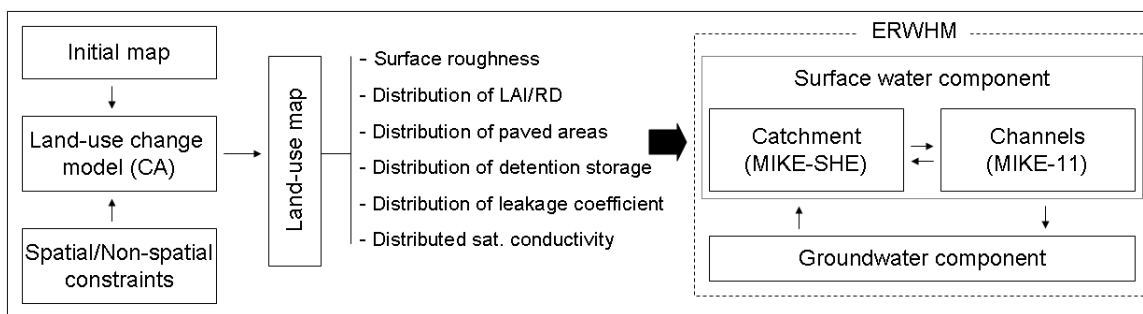 Initial map
Land-use change
model (CA)
Spatial/Non-spatial
constraints
Land-use map
- Surface roughness
- Distribution of LAI/RD
- Distribution of paved areas
- Distribution of detention storage
- Distribution of leakage coefficient
- Distributed sat. conductivity
ERWHM
Surface water component
Catchment
(MIKE-SHE)
Channels
(MIKE-11)
Groundwater component